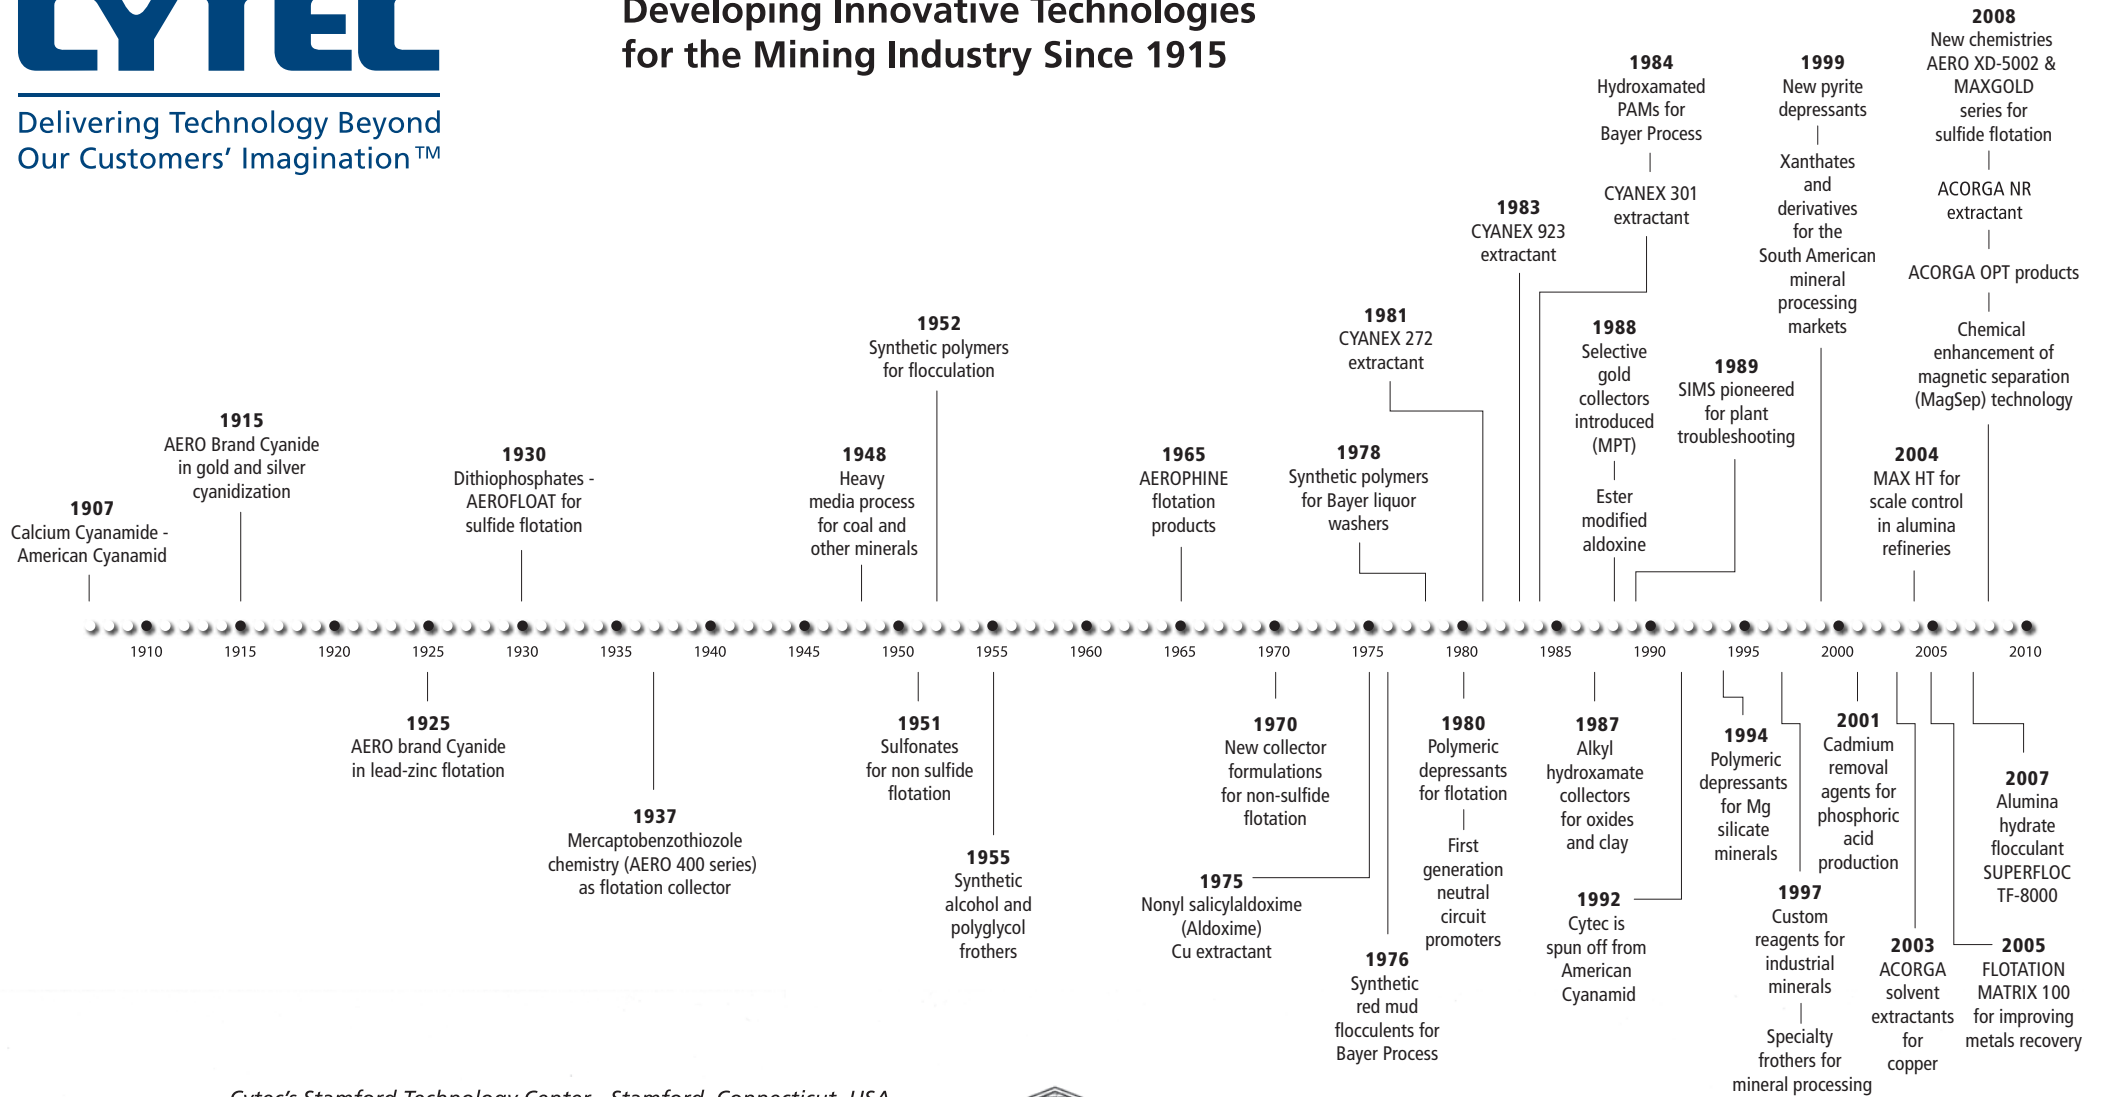 CYTEC
Delivering Technology Beyond
Our Customers' Imagination™
Developing Innovative Technologies
for the Mining Industry Since 1915
1907
Calcium Cyanamide -
American Cyanamid
1915
AERO Brand Cyanide
in gold and silver
cyanidization
1930
Dithiophosphates -
AEROFLOAT for
sulfide flotation
1948
Heavy
media process
for coal and
other minerals
1952
Synthetic polymers
for flocculation
1965
AEROPHINE
flotation
products
1978
Synthetic polymers
for Bayer liquor
washers
1981
CYANEX 272
extractant
1983
CYANEX 923
extractant
1984
Hydroxamated
PAMs for
Bayer Process
CYANEX 301
extractant
1988
Selective
gold
collectors
introduced
(MPT)
Ester
modified
aldoxine
1989
SIMS pioneered
for plant
troubleshooting
1999
New pyrite
depressants
Xanthates
and
derivatives
for the
South American
mineral
processing
markets
2004
MAX HT for
scale control
in alumina
refineries
2008
New chemistries
AERO XD-5002 &
MAXGOLD
series for
sulfide flotation
ACORGA NR
extractant
ACORGA OPT products
Chemical
enhancement of
magnetic separation
(MagSep) technology
1910 1915 1920 1925 1930 1935 1940 1945 1950 1955 1960 1965 1970 1975 1980 1985 1990 1995 2000 2005 2010
1925
AERO brand Cyanide
in lead-zinc flotation
1937
Mercaptobenzothiozole
chemistry (AERO 400 series)
as flotation collector
1951
Sulfonates
for non sulfide
flotation
1955
Synthetic
alcohol and
polyglycol
frothers
1970
New collector
formulations
for non-sulfide
flotation
1975
Nonyl salicylaldoxime
(Aldoxime)
Cu extractant
1976
Synthetic
red mud
flocculents for
Bayer Process
1980
Polymeric
depressants
for flotation
First
generation
neutral
circuit
promoters
1987
Alkyl
hydroxamate
collectors
for oxides
and clay
1992
Cytec is
spun off from
American
Cyanamid
1994
Polymeric
depressants
for Mg
silicate
minerals
1997
Custom
reagents for
industrial
minerals
Specialty
frothers for
mineral processing
2001
Cadmium
removal
agents for
phosphoric
acid
production
2003
ACORGA
solvent
extractants
for
copper
2005
FLOTATION
MATRIX 100
for improving
metals recovery
2007
Alumina
hydrate
flocculant
SUPERFLOC
TF-8000
Cytec's Stamford Technology Center - Stamford, Connecticut, USA